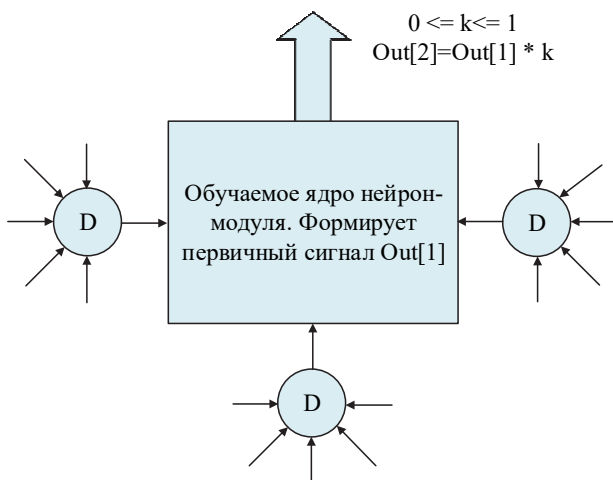 0 <= k<= 1
Out[2]=Out[1] * k
Обучаемое ядро нейрон-
модуля. Формирует
первичный сигнал Out[1]
D
D
D